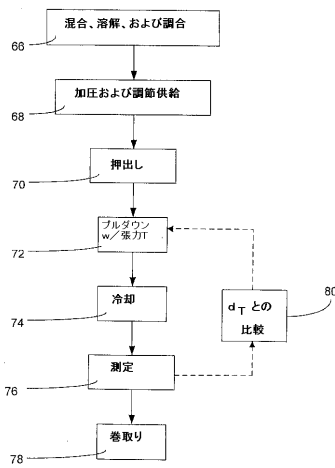 混合、溶解、および調合
66
加圧および調節供給
68
押出し
70
プルダウン
w／張力T
72
冷却
74
dT との
比較
80
測定
76
巻取り
78